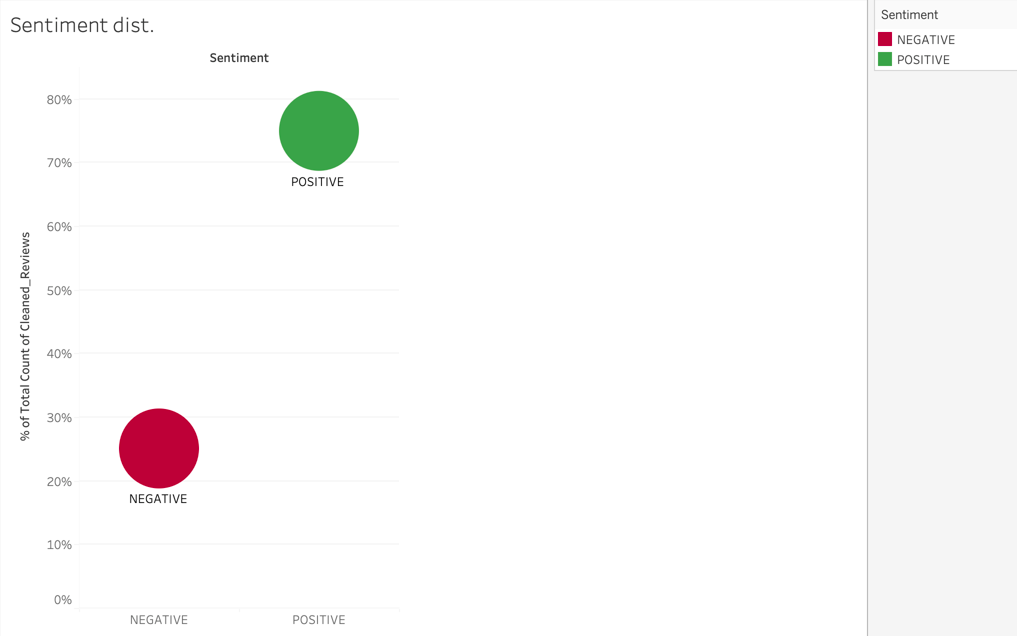 Sentiment dist.
Sentiment
% of Total Count of Cleaned_Reviews
80%
70%
60%
50%
40%
30%
20%
10%
0%
POSITIVE
NEGATIVE
NEGATIVE
POSITIVE
Sentiment
NEGATIVE
POSITIVE